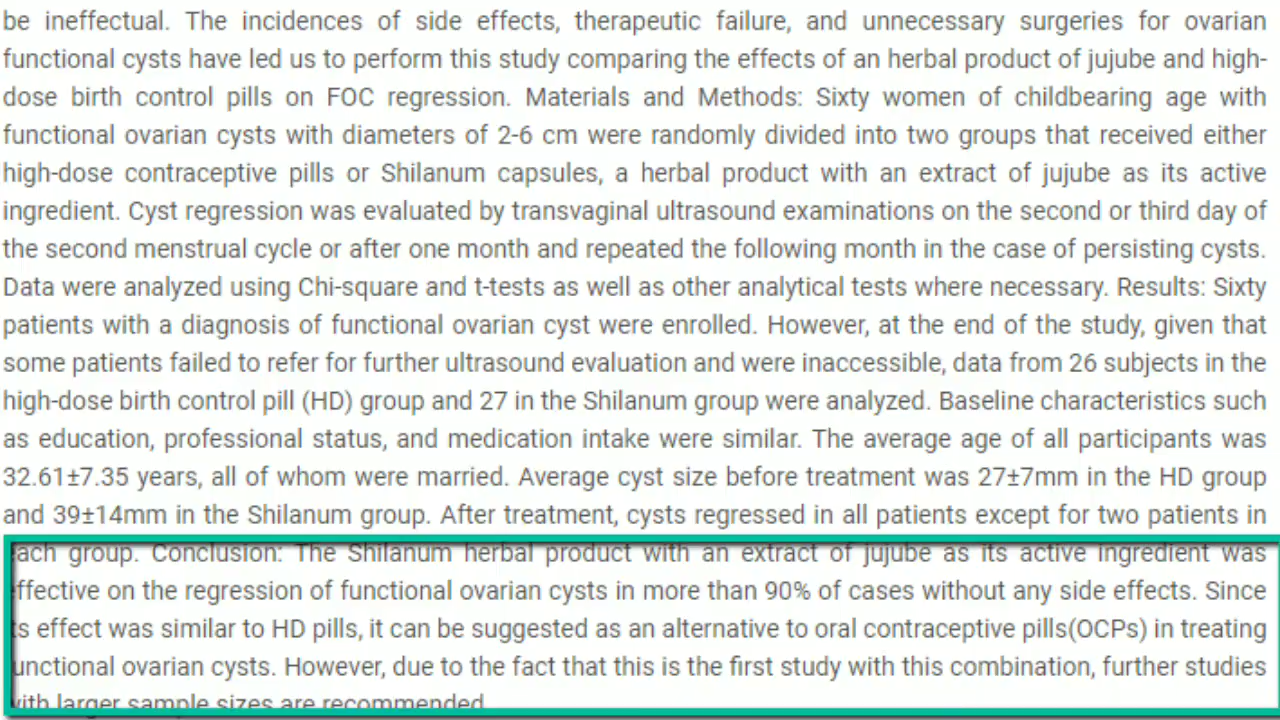 be ineffectual. The incidences of side effects, therapeutic failure, and unnecessary surgeries for ovarian
functional cysts have led us to perform this study comparing the effects of an herbal product of jujube and high-
dose birth control pills on FOC regression. Materials and Methods: Sixty women of childbearing age with
functional ovarian cysts with diameters of 2-6 cm were randomly divided into two groups that received either
high-dose contraceptive pills or Shilanum capsules, a herbal product with an extract of jujube as its active
ingredient. Cyst regression was evaluated by transvaginal ultrasound examinations on the second or third day of
the second menstrual cycle or after one month and repeated the following month in the case of persisting cysts.
Data were analyzed using Chi-square and t-tests as well as other analytical tests where necessary. Results: Sixty
patients with a diagnosis of functional ovarian cyst were enrolled. However, at the end of the study, given that
some patients failed to refer for further ultrasound evaluation and were inaccessible, data from 26 subjects in the
high-dose birth control pill (HD) group and 27 in the Shilanum group were analyzed. Baseline characteristics such
as education, professional status, and medication intake were similar. The average age of all participants was
32.61±7.35 years, all of whom were married. Average cyst size before treatment was 27±7mm in the HD group
and 39±14mm in the Shilanum group. After treatment, cysts regressed in all patients except for two patients in
each group. Conclusion: The Shilanum herbal product with an extract of jujube as its active ingredient was
effective on the regression of functional ovarian cysts in more than 90% of cases without any side effects. Since
its effect was similar to HD pills, it can be suggested as an alternative to oral contraceptive pills(OCPs) in treating
functional ovarian cysts. However, due to the fact that this is the first study with this combination, further studies
with larger sample sizes are recommended